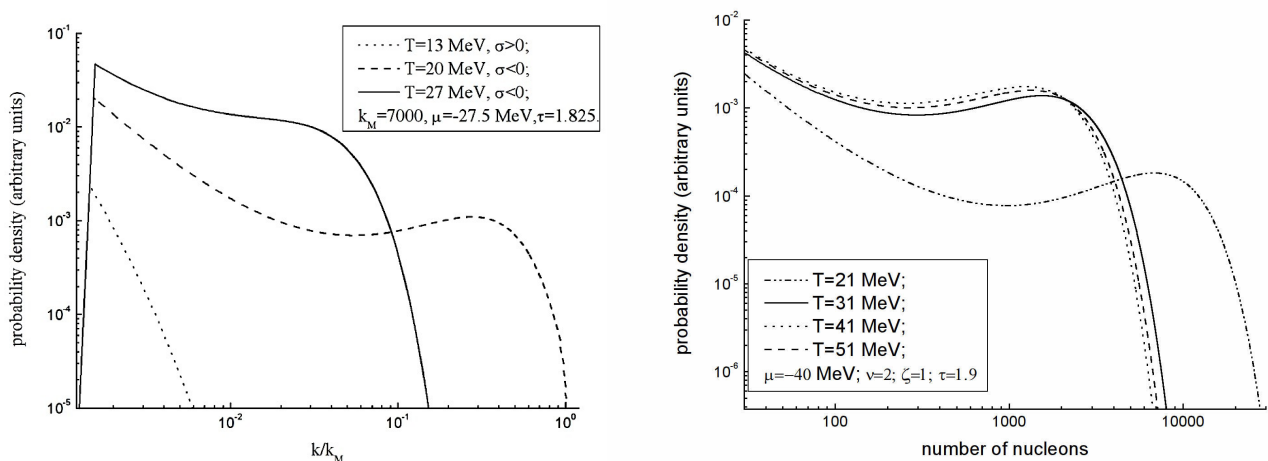 probability density (arbitrary units)
10⁻¹
10⁻²
10⁻³
10⁻⁴
10⁻⁵
10⁻²
10⁻¹
10⁰
k/k_M
T=13 MeV, σ>0;
T=20 MeV, σ<0;
T=27 MeV, σ<0;
k_M=7000, μ=-27.5 MeV,τ=1.825.
probability density (arbitrary units)
10⁻²
10⁻³
10⁻⁴
10⁻⁵
10⁻⁶
100
1000
10000
number of nucleons
T=21 MeV;
T=31 MeV;
T=41 MeV;
T=51 MeV;
μ=−40 MeV; ν=2; ζ=1; τ=1.9